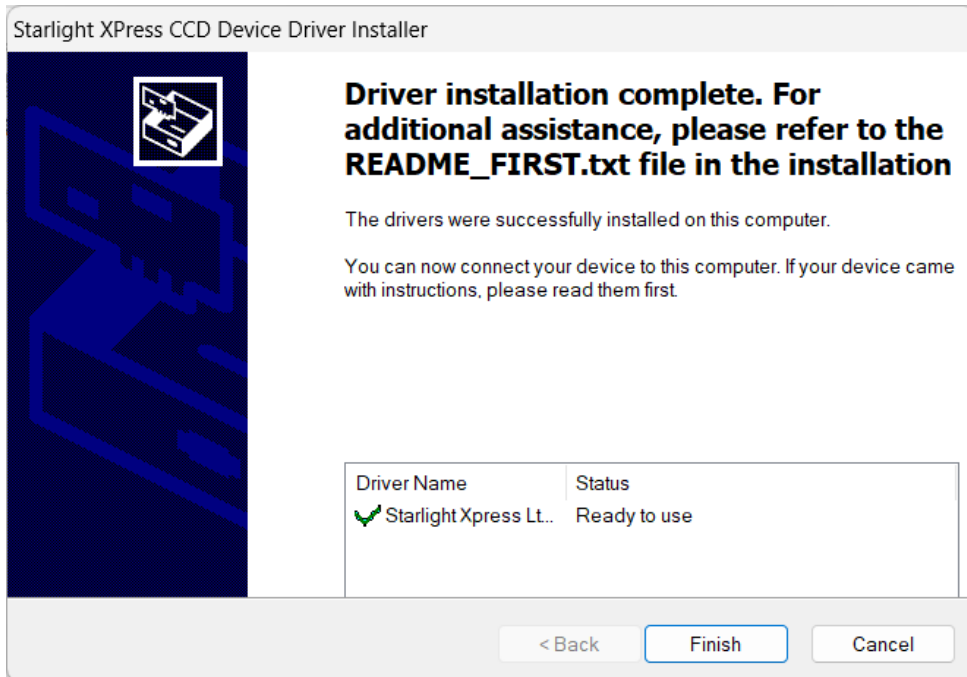 Starlight XPress CCD Device Driver Installer
Driver installation complete. For
additional assistance, please refer to the
README_FIRST.txt file in the installation
The drivers were successfully installed on this computer.
You can now connect your device to this computer. If your device came
with instructions, please read them first.
Driver Name Status
Starlight Xpress Lt... Ready to use
< Back Finish Cancel